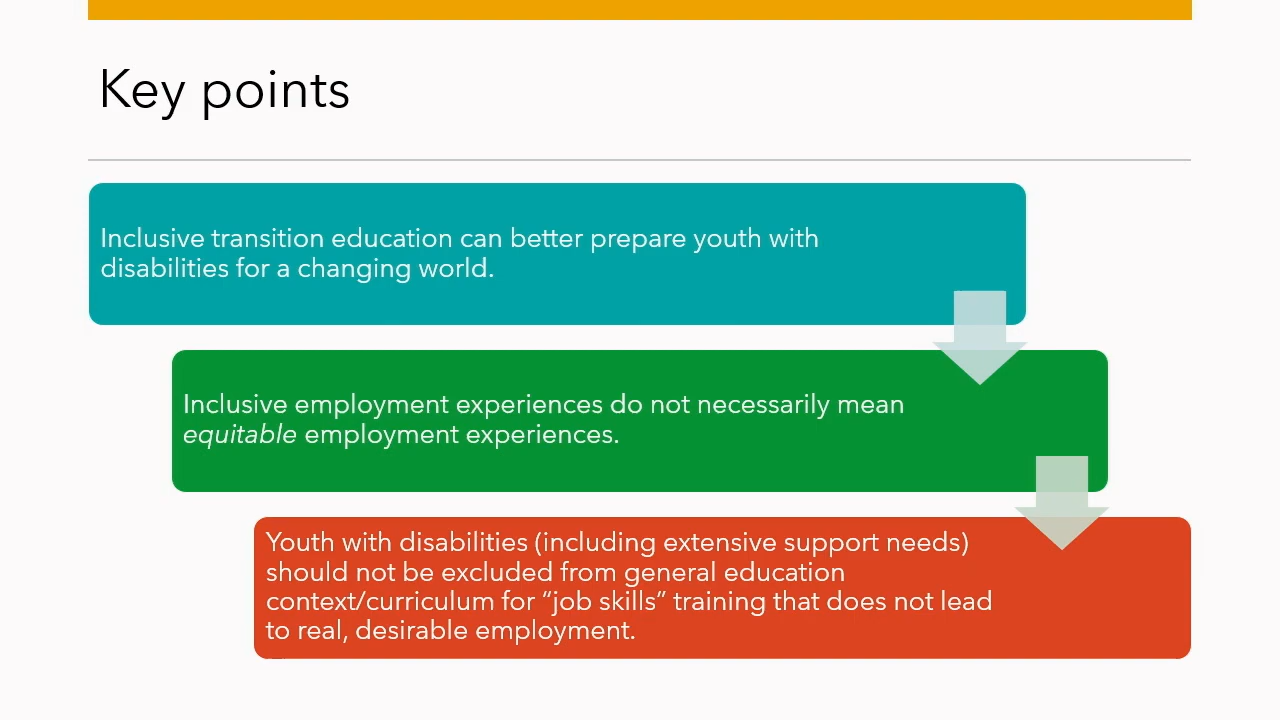 Key points
Inclusive transition education can better prepare youth with
disabilities for a changing world.
Inclusive employment experiences do not necessarily mean
equitable employment experiences.
Youth with disabilities (including extensive support needs)
should not be excluded from general education
context/curriculum for “job skills” training that does not lead
to real, desirable employment.